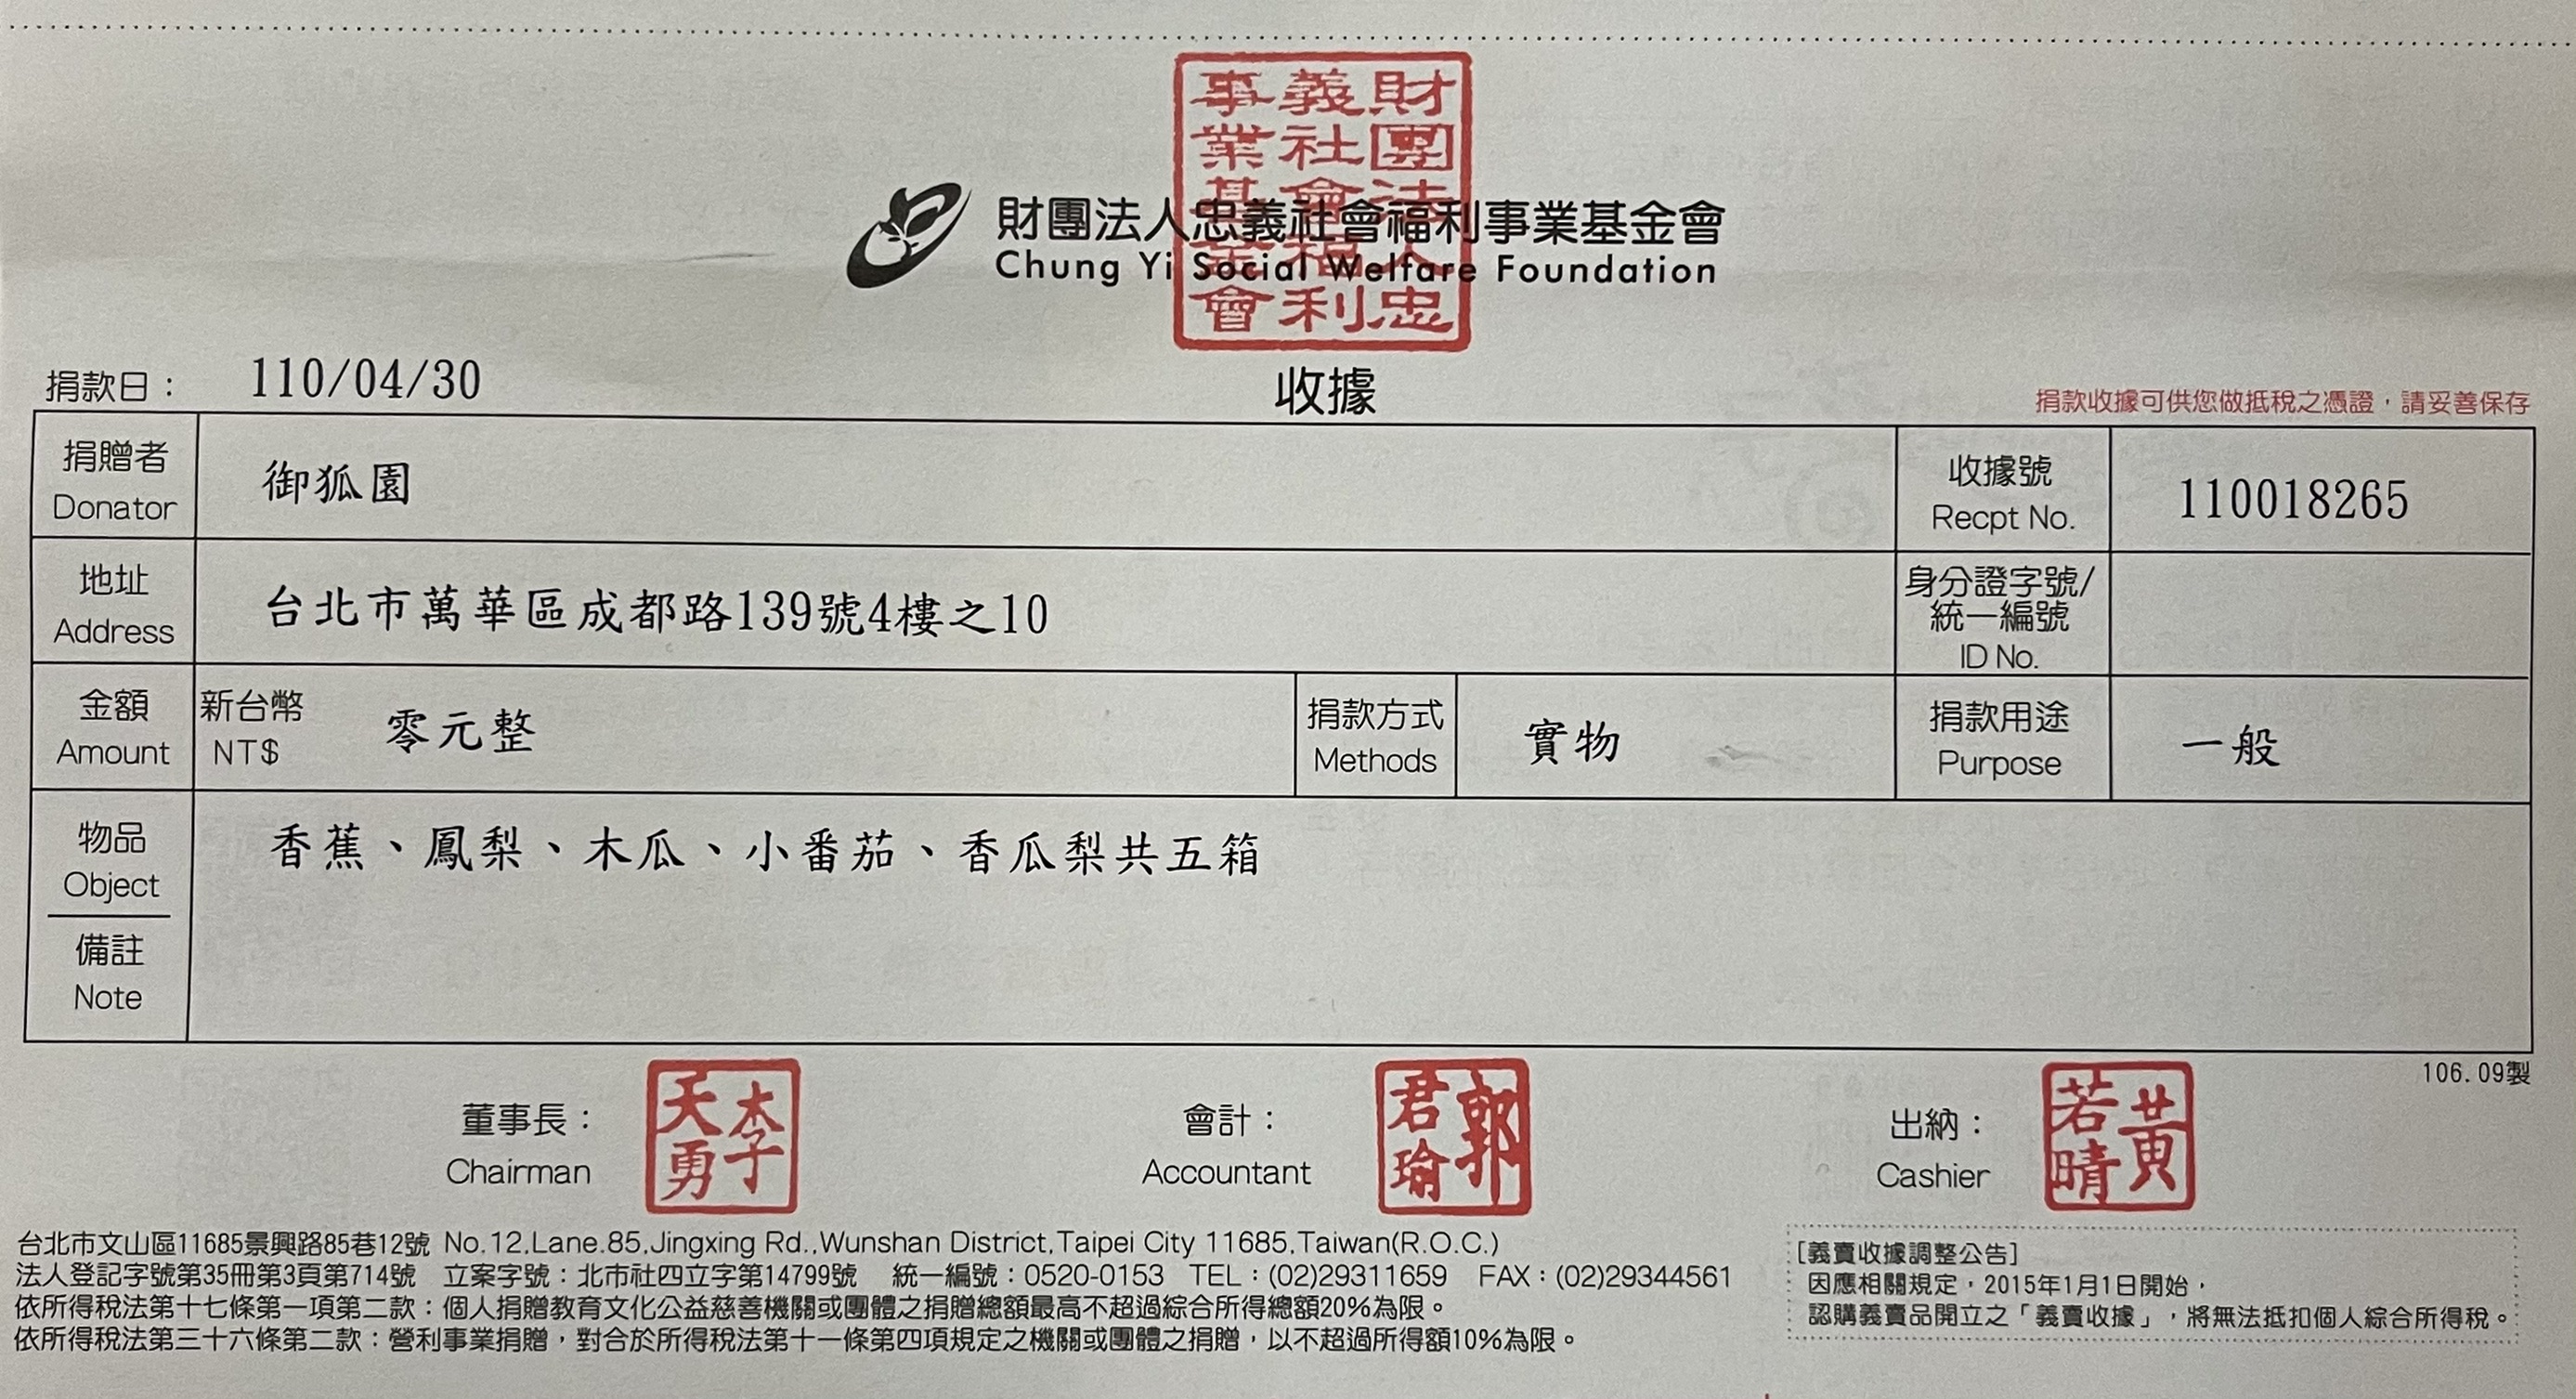 財團法人忠義社會福利事業基金會
財團法人忠義社會福利事業基金會
Chung Yi Social Welfare Foundation
收據
捐款日： 110/04/30
捐款收據可供您做抵稅之憑證，請妥善保存
捐贈者 Donator 御狐園 收據號 Recpt No. 110018265
地址 Address 台北市萬華區成都路139號4樓之10 身分證字號/統一編號 ID No.
金額 Amount 新台幣 NT$ 零元整 捐款方式 Methods 實物 捐款用途 Purpose 一般
物品 Object 香蕉、鳳梨、木瓜、小番茄、香瓜梨共五箱
備註 Note
106.09製
董事長： Chairman 李天勇 會計： Accountant 郭君瑜 出納： Cashier 黃若晴
台北市文山區11685景興路85巷12號 No.12,Lane.85,Jingxing Rd.,Wunshan District,Taipei City 11685,Taiwan(R.O.C.)
法人登記字號第35冊第3頁第714號 立案字號：北市社四立字第14799號 統一編號：0520-0153 TEL：(02)29311659 FAX：(02)29344561
依所得稅法第十七條第一項第二款：個人捐贈教育文化公益慈善機關或團體之捐贈總額最高不超過綜合所得總額20%為限。
依所得稅法第三十六條第二款：營利事業捐贈，對合於所得稅法第十一條第四項規定之機關或團體之捐贈，以不超過所得額10%為限。
[義賣收據調整公告]
因應相關規定，2015年1月1日開始，
認購義賣品開立之「義賣收據」，將無法抵扣個人綜合所得稅。